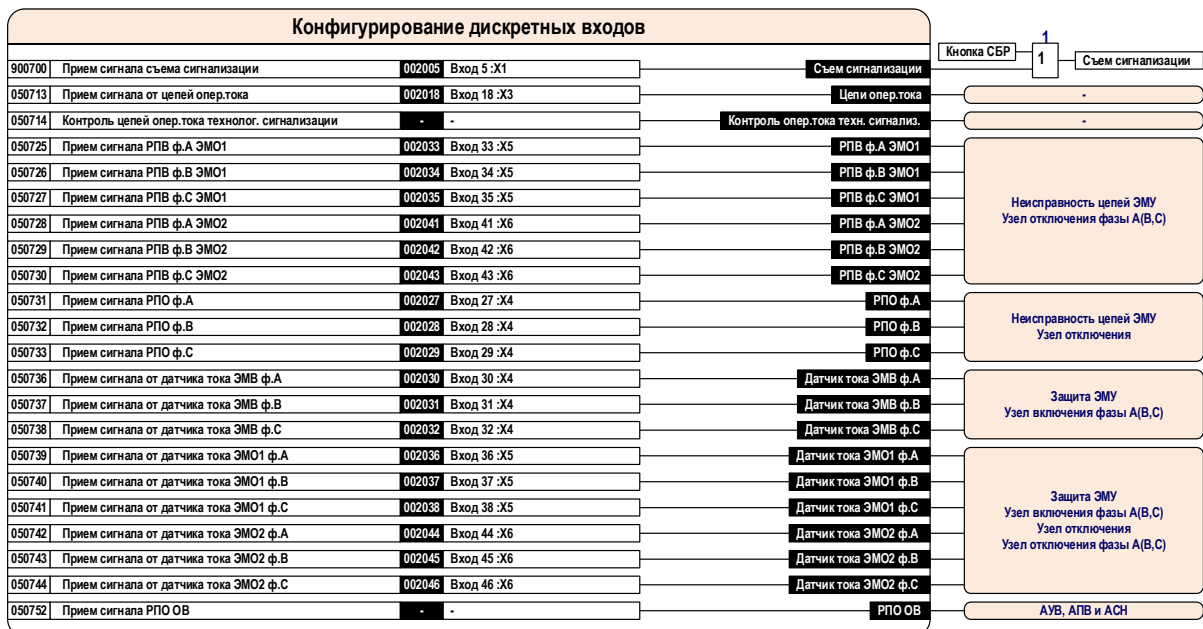 Конфигурирование дискретных входов
1
Кнопка СБР
1
Съем сигнализации
900700 Прием сигнала съема сигнализации 002005 Вход 5 :X1 Съем сигнализации
050713 Прием сигнала от цепей опер.тока 002018 Вход 18 :X3 Цепи опер.тока -
050714 Контроль цепей опер.тока технолог. сигнализации - - Контроль опер.тока техн. сигнализ. -
050725 Прием сигнала РПВ ф.А ЭМО1 002033 Вход 33 :X5 РПВ ф.А ЭМО1
050726 Прием сигнала РПВ ф.В ЭМО1 002034 Вход 34 :X5 РПВ ф.В ЭМО1
050727 Прием сигнала РПВ ф.С ЭМО1 002035 Вход 35 :X5 РПВ ф.С ЭМО1
050728 Прием сигнала РПВ ф.А ЭМО2 002041 Вход 41 :X6 РПВ ф.А ЭМО2
050729 Прием сигнала РПВ ф.В ЭМО2 002042 Вход 42 :X6 РПВ ф.В ЭМО2
050730 Прием сигнала РПВ ф.С ЭМО2 002043 Вход 43 :X6 РПВ ф.С ЭМО2
Неисправность цепей ЭМУ
Узел отключения фазы А(В,С)
050731 Прием сигнала РПО ф.А 002027 Вход 27 :X4 РПО ф.А
050732 Прием сигнала РПО ф.В 002028 Вход 28 :X4 РПО ф.В
050733 Прием сигнала РПО ф.С 002029 Вход 29 :X4 РПО ф.С
Неисправность цепей ЭМУ
Узел отключения
050736 Прием сигнала от датчика тока ЭМВ ф.А 002030 Вход 30 :X4 Датчик тока ЭМВ ф.А
050737 Прием сигнала от датчика тока ЭМВ ф.В 002031 Вход 31 :X4 Датчик тока ЭМВ ф.В
050738 Прием сигнала от датчика тока ЭМВ ф.С 002032 Вход 32 :X4 Датчик тока ЭМВ ф.С
Защита ЭМУ
Узел включения фазы А(В,С)
050739 Прием сигнала от датчика тока ЭМО1 ф.А 002036 Вход 36 :X5 Датчик тока ЭМО1 ф.А
050740 Прием сигнала от датчика тока ЭМО1 ф.В 002037 Вход 37 :X5 Датчик тока ЭМО1 ф.В
050741 Прием сигнала от датчика тока ЭМО1 ф.С 002038 Вход 38 :X5 Датчик тока ЭМО1 ф.С
050742 Прием сигнала от датчика тока ЭМО2 ф.А 002044 Вход 44 :X6 Датчик тока ЭМО2 ф.А
050743 Прием сигнала от датчика тока ЭМО2 ф.В 002045 Вход 45 :X6 Датчик тока ЭМО2 ф.В
050744 Прием сигнала от датчика тока ЭМО2 ф.С 002046 Вход 46 :X6 Датчик тока ЭМО2 ф.С
Защита ЭМУ
Узел включения фазы А(В,С)
Узел отключения
Узел отключения фазы А(В,С)
050752 Прием сигнала РПО ОВ - - РПО ОВ АУВ, АПВ и АСН